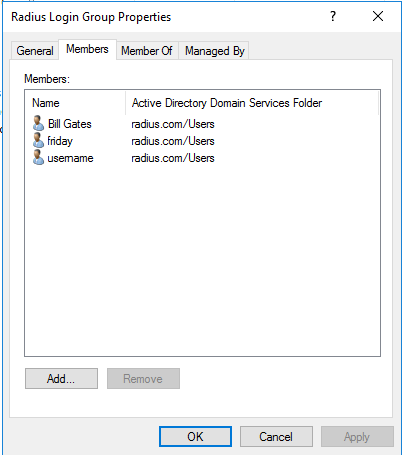 Radius Login Group Properties ?
General Members Member Of Managed By
Members:
Name Active Directory Domain Services Folder
Bill Gates radius.com/Users
friday radius.com/Users
username radius.com/Users
Add... Remove
OK Cancel Apply